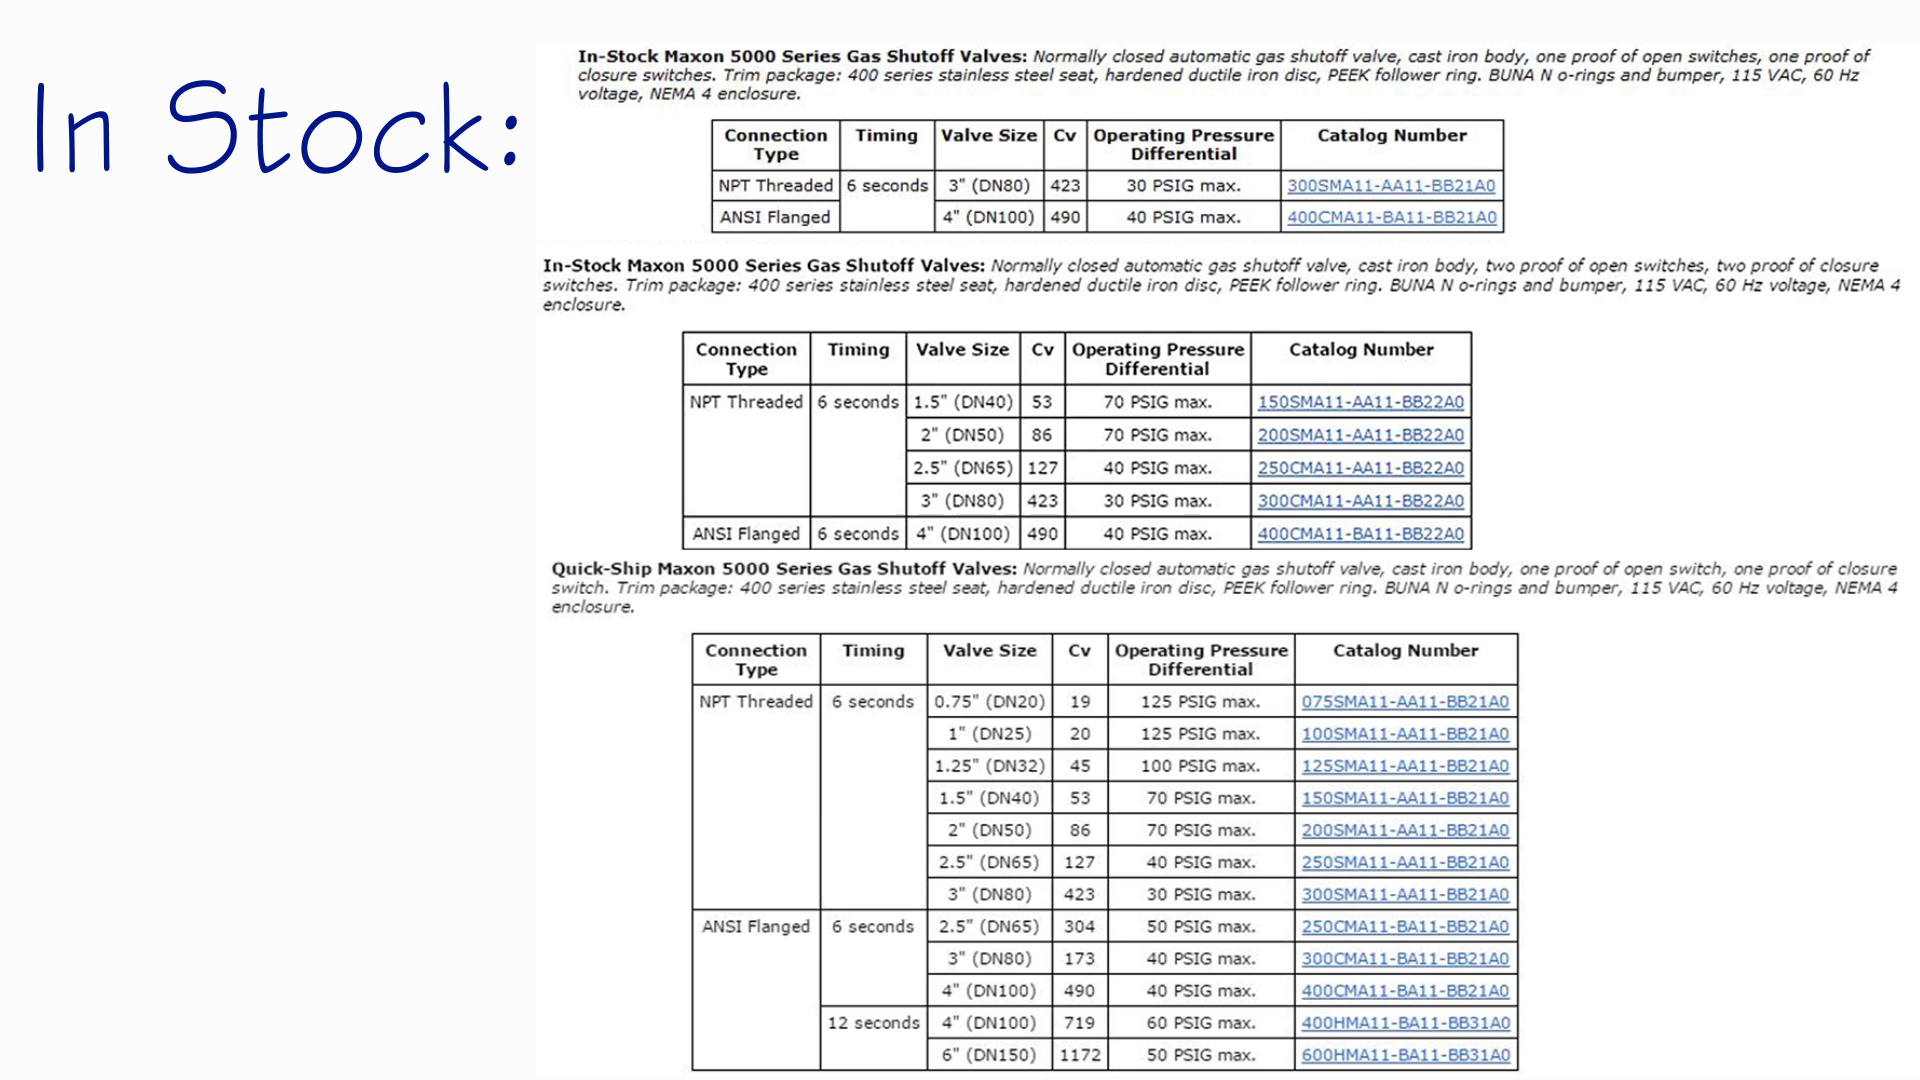 In Stock:
In-Stock Maxon 5000 Series Gas Shutoff Valves: Normally closed automatic gas shutoff valve, cast iron body, one proof of open switches, one proof of
closure switches. Trim package: 400 series stainless steel seat, hardened ductile iron disc, PEEK follower ring. BUNA N o-rings and bumper, 115 VAC, 60 Hz
voltage, NEMA 4 enclosure.
Connection Type Timing Valve Size Cv Operating Pressure Differential Catalog Number
NPT Threaded 6 seconds 3" (DN80) 423 30 PSIG max. 300SMA11-AA11-BB21A0
ANSI Flanged 4" (DN100) 490 40 PSIG max. 400CMA11-BA11-BB21A0
In-Stock Maxon 5000 Series Gas Shutoff Valves: Normally closed automatic gas shutoff valve, cast iron body, two proof of open switches, two proof of closure
switches. Trim package: 400 series stainless steel seat, hardened ductile iron disc, PEEK follower ring. BUNA N o-rings and bumper, 115 VAC, 60 Hz voltage, NEMA 4
enclosure.
Connection Type Timing Valve Size Cv Operating Pressure Differential Catalog Number
NPT Threaded 6 seconds 1.5" (DN40) 53 70 PSIG max. 150SMA11-AA11-BB22A0
2" (DN50) 86 70 PSIG max. 200SMA11-AA11-BB22A0
2.5" (DN65) 127 40 PSIG max. 250CMA11-AA11-BB22A0
3" (DN80) 423 30 PSIG max. 300CMA11-AA11-BB22A0
ANSI Flanged 6 seconds 4" (DN100) 490 40 PSIG max. 400CMA11-BA11-BB22A0
Quick-Ship Maxon 5000 Series Gas Shutoff Valves: Normally closed automatic gas shutoff valve, cast iron body, one proof of open switch, one proof of closure
switch. Trim package: 400 series stainless steel seat, hardened ductile iron disc, PEEK follower ring. BUNA N o-rings and bumper, 115 VAC, 60 Hz voltage, NEMA 4
enclosure.
Connection Type Timing Valve Size Cv Operating Pressure Differential Catalog Number
NPT Threaded 6 seconds 0.75" (DN20) 19 125 PSIG max. 075SMA11-AA11-BB21A0
1" (DN25) 20 125 PSIG max. 100SMA11-AA11-BB21A0
1.25" (DN32) 45 100 PSIG max. 125SMA11-AA11-BB21A0
1.5" (DN40) 53 70 PSIG max. 150SMA11-AA11-BB21A0
2" (DN50) 86 70 PSIG max. 200SMA11-AA11-BB21A0
2.5" (DN65) 127 40 PSIG max. 250SMA11-AA11-BB21A0
3" (DN80) 423 30 PSIG max. 300SMA11-AA11-BB21A0
ANSI Flanged 6 seconds 2.5" (DN65) 304 50 PSIG max. 250CMA11-BA11-BB21A0
3" (DN80) 173 40 PSIG max. 300CMA11-BA11-BB21A0
4" (DN100) 490 40 PSIG max. 400CMA11-BA11-BB21A0
12 seconds 4" (DN100) 719 60 PSIG max. 400HMA11-BA11-BB31A0
6" (DN150) 1172 50 PSIG max. 600HMA11-BA11-BB31A0